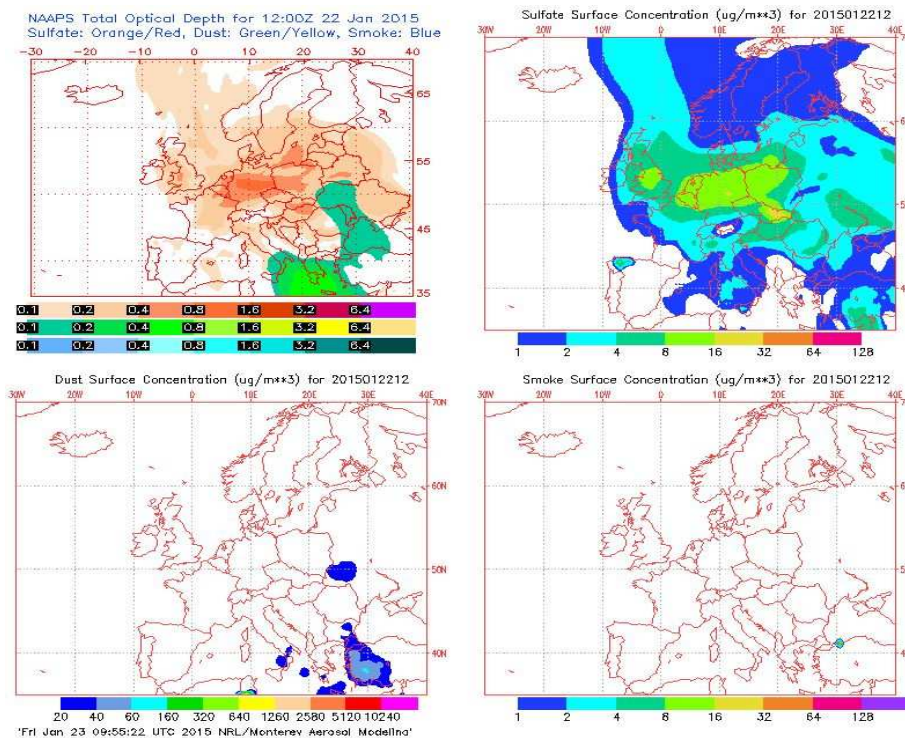 NAAPS Total Optical Depth for 12:00Z 22 Jan 2015
Sulfate: Orange/Red, Dust: Green/Yellow, Smoke: Blue
-30 -20 -10 0 10 20 30 40
65
55
45
35
0.1 0.2 0.4 0.8 1.6 3.2 6.4
0.1 0.2 0.4 0.8 1.6 3.2 6.4
0.1 0.2 0.4 0.8 1.6 3.2 6.4
Sulfate Surface Concentration (ug/m**3) for 2015012212
30W 20W 10W 0 10E 20E 30E
7
6
5
4
1 2 4 8 16 32 64 128
Dust Surface Concentration (ug/m**3) for 2015012212
30W 20W 10W 0 10E 20E 30E 40E
70N
60N
50N
40N
20 40 60 160 320 640 1260 2580 5120 10240
'Fri Jan 23 09:55:22 UTC 2015 NRL/Monterey Aerosol Modeling'
Smoke Surface Concentration (ug/m**3) for 2015012212
30W 20W 10W 0 10E 20E 30E
7
6
5
4
1 2 4 8 16 32 64 128